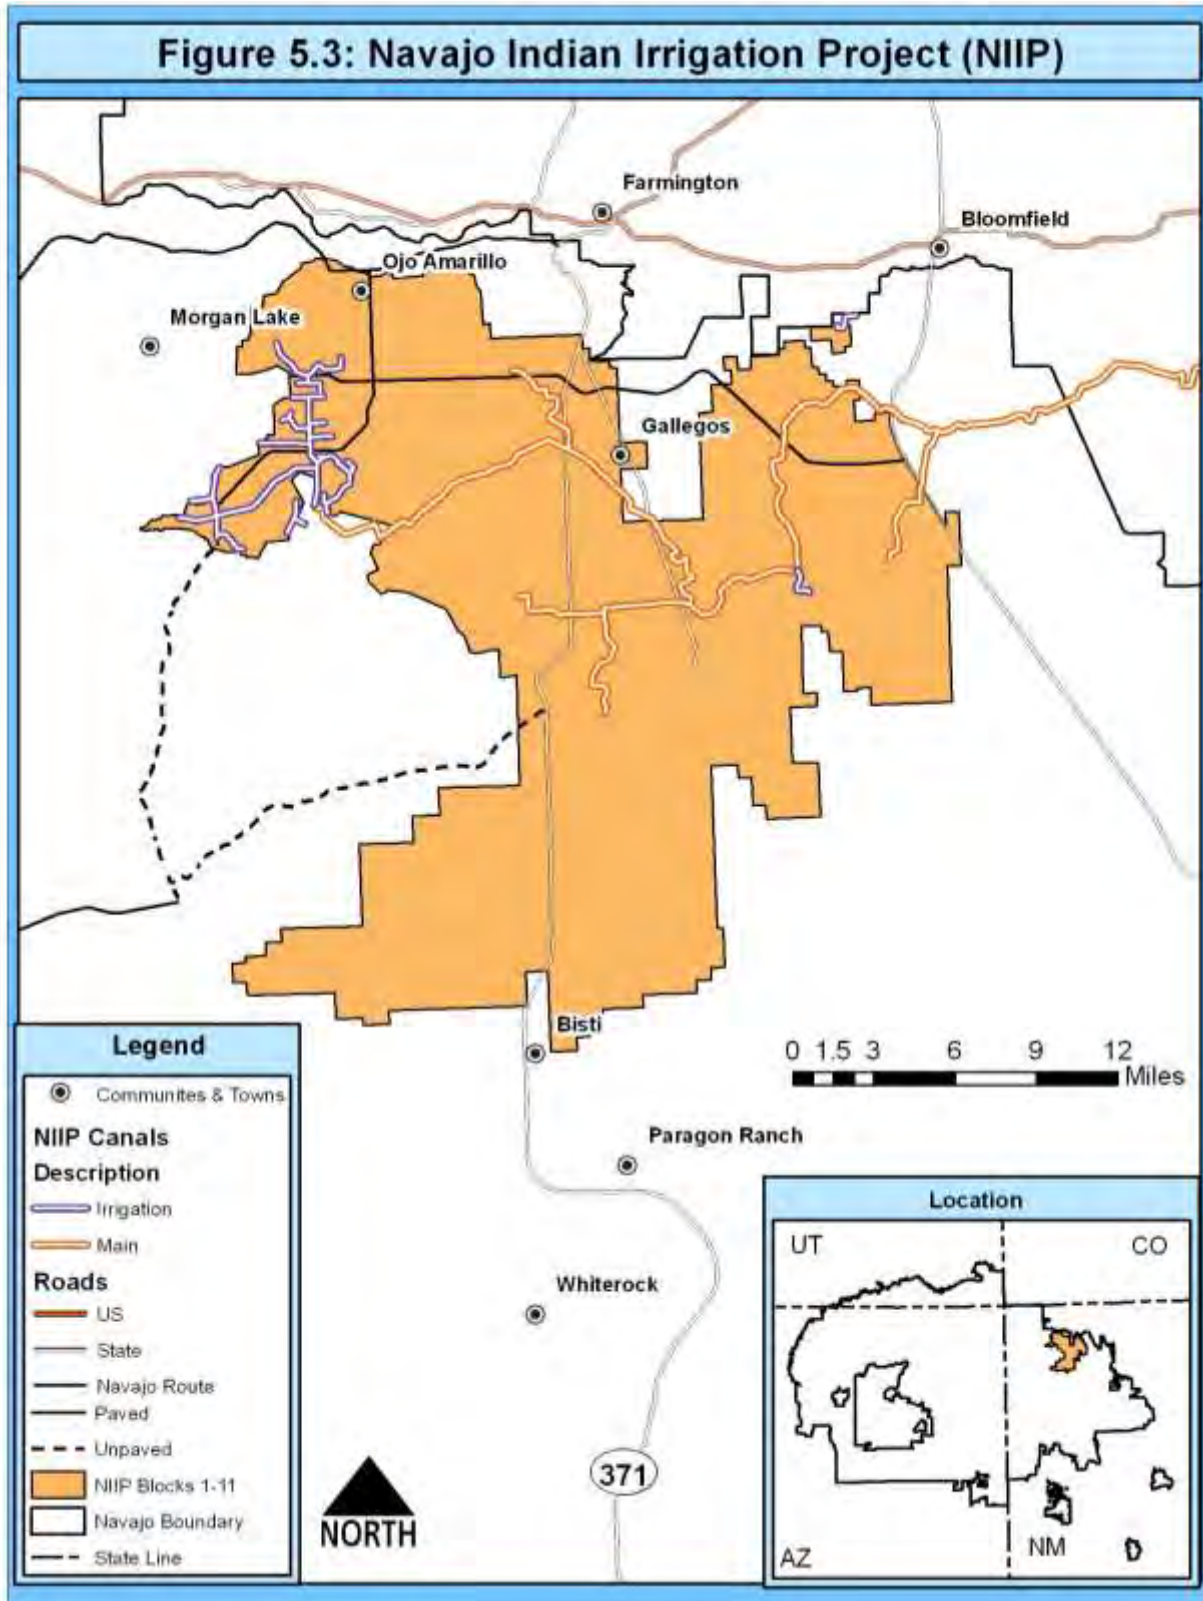 Figure 5.3: Navajo Indian Irrigation Project (NIIP)
Farmington
Bloomfield
Ojo Amarillo
Morgan Lake
Gallegos
Bisti
0 1.5 3 6 9 12
Miles
Paragon Ranch
Whiterock
371
NORTH
Legend
Communites & Towns
NIIP Canals
Description
Irrigation
Main
Roads
US
State
Navajo Route
Paved
Unpaved
NIIP Blocks 1-11
Navajo Boundary
State Line
Location
UT
CO
AZ
NM